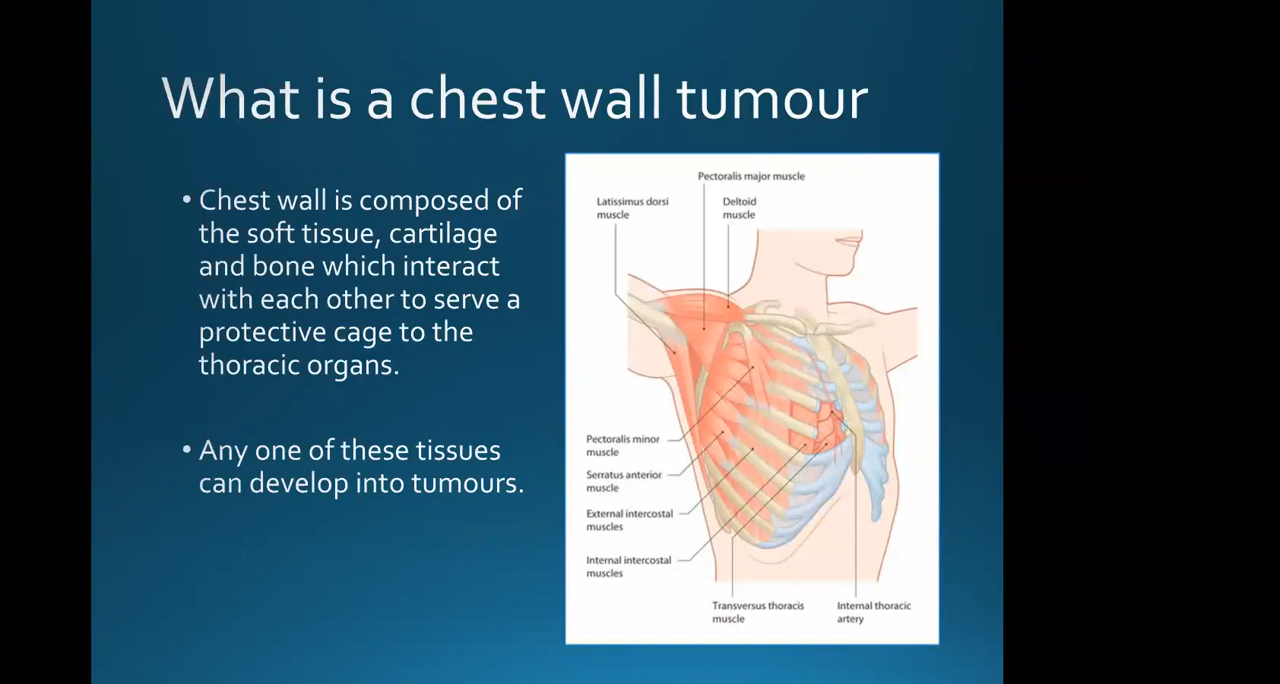 What is a chest wall tumour
• Chest wall is composed of
the soft tissue, cartilage
and bone which interact
with each other to serve a
protective cage to the
thoracic organs.
• Any one of these tissues
can develop into tumours.
Pectoralis major muscle
Latissimus dorsi
muscle
Deltoid
muscle
Pectoralis minor
muscle
Serratus anterior
muscle
External intercostal
muscles
Internal intercostal
muscles
Transversus thoracis
muscle
Internal thoracic
artery